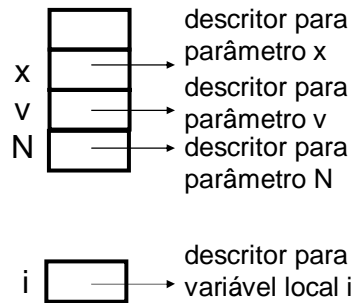 descritor para
parâmetro x
x
descritor para
parâmetro v
v
descritor para
parâmetro N
N
descritor para
variável local i
i